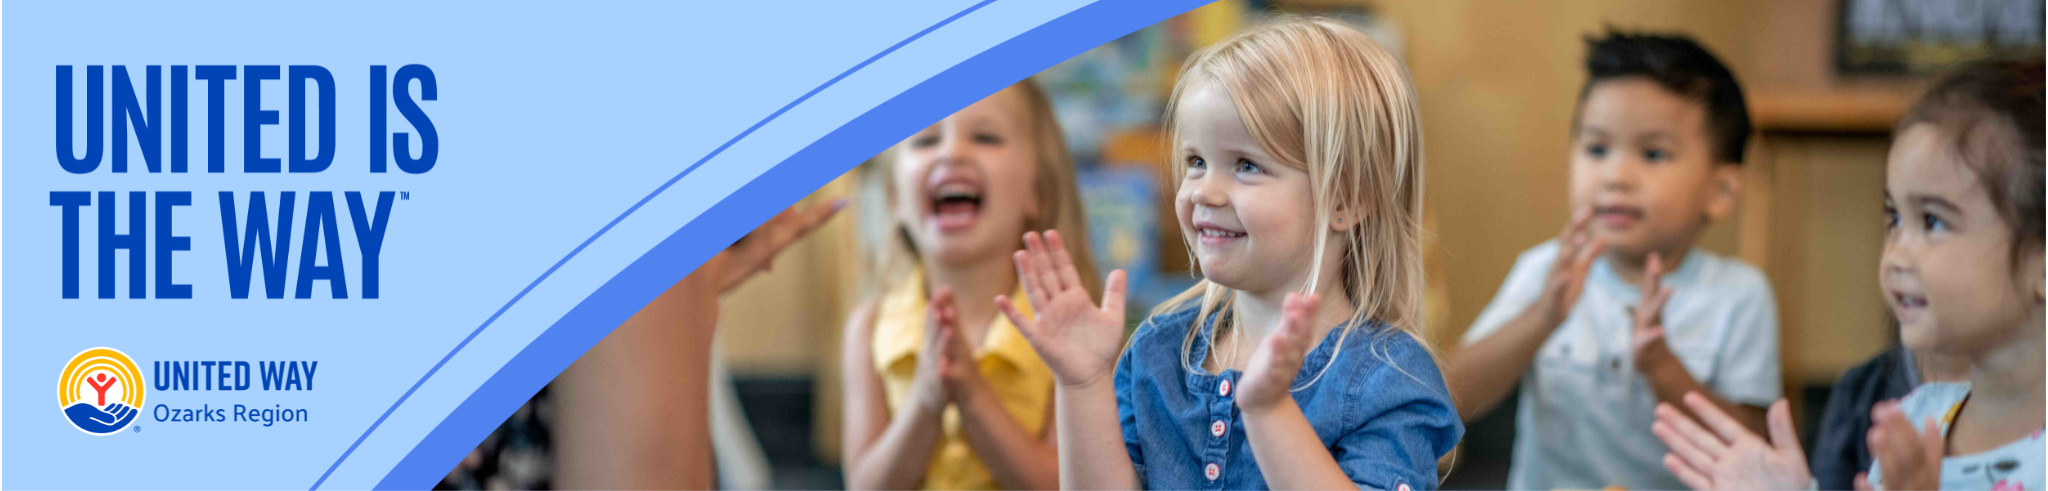 UNITED IS
THE WAY™
UNITED WAY
Ozarks Region
®